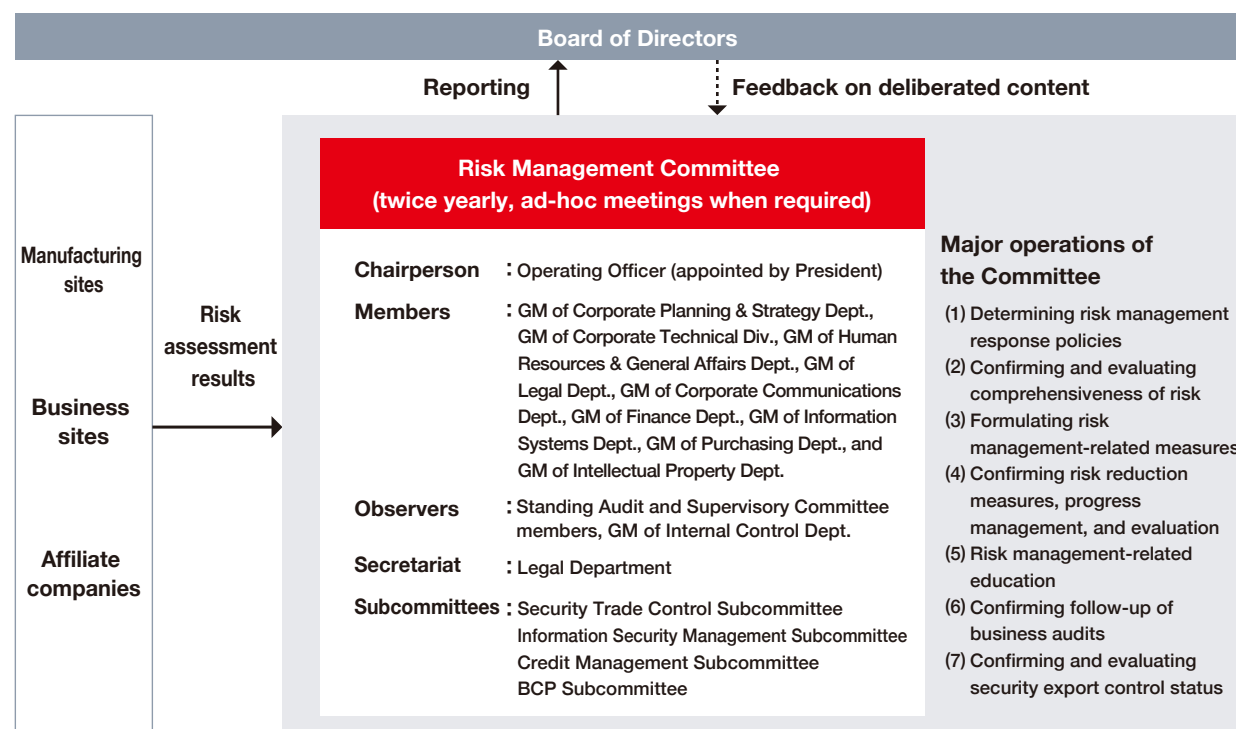 Board of Directors
Reporting
Feedback on deliberated content
Manufacturing
sites
Business
sites
Affiliate
companies
Risk
assessment
results
Risk Management Committee
(twice yearly, ad-hoc meetings when required)
Chairperson : Operating Officer (appointed by President)
Members : GM of Corporate Planning & Strategy Dept.,
GM of Corporate Technical Div., GM of Human
Resources & General Affairs Dept., GM of
Legal Dept., GM of Corporate Communications
Dept., GM of Finance Dept., GM of Information
Systems Dept., GM of Purchasing Dept., and
GM of Intellectual Property Dept.
Observers : Standing Audit and Supervisory Committee
members, GM of Internal Control Dept.
Secretariat : Legal Department
Subcommittees : Security Trade Control Subcommittee
Information Security Management Subcommittee
Credit Management Subcommittee
BCP Subcommittee
Major operations of
the Committee
(1) Determining risk management
response policies
(2) Confirming and evaluating
comprehensiveness of risk
(3) Formulating risk
management-related measures
(4) Confirming risk reduction
measures, progress
management, and evaluation
(5) Risk management-related
education
(6) Confirming follow-up of
business audits
(7) Confirming and evaluating
security export control status